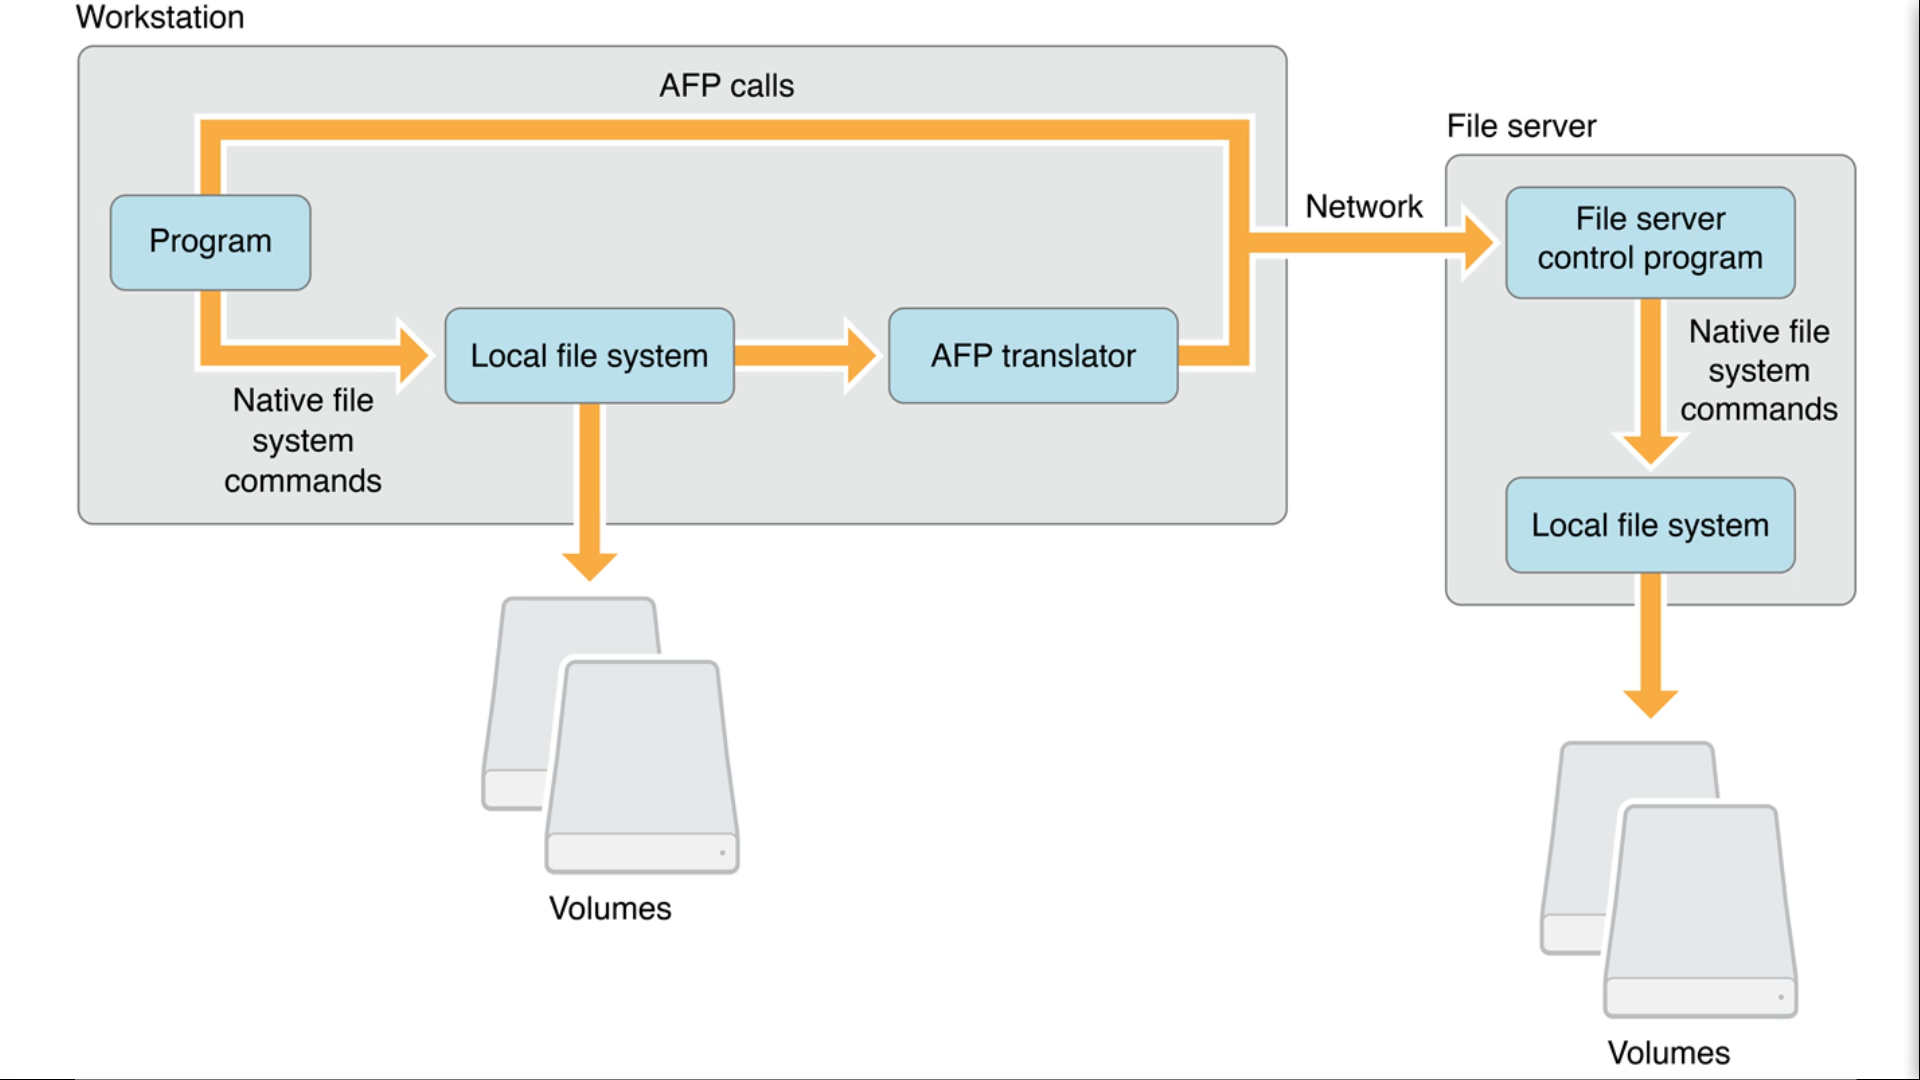 Workstation
AFP calls
File server
Network
Program
File server
control program
Native file
system
commands
Local file system
AFP translator
Native file
system
commands
Local file system
Volumes
Volumes